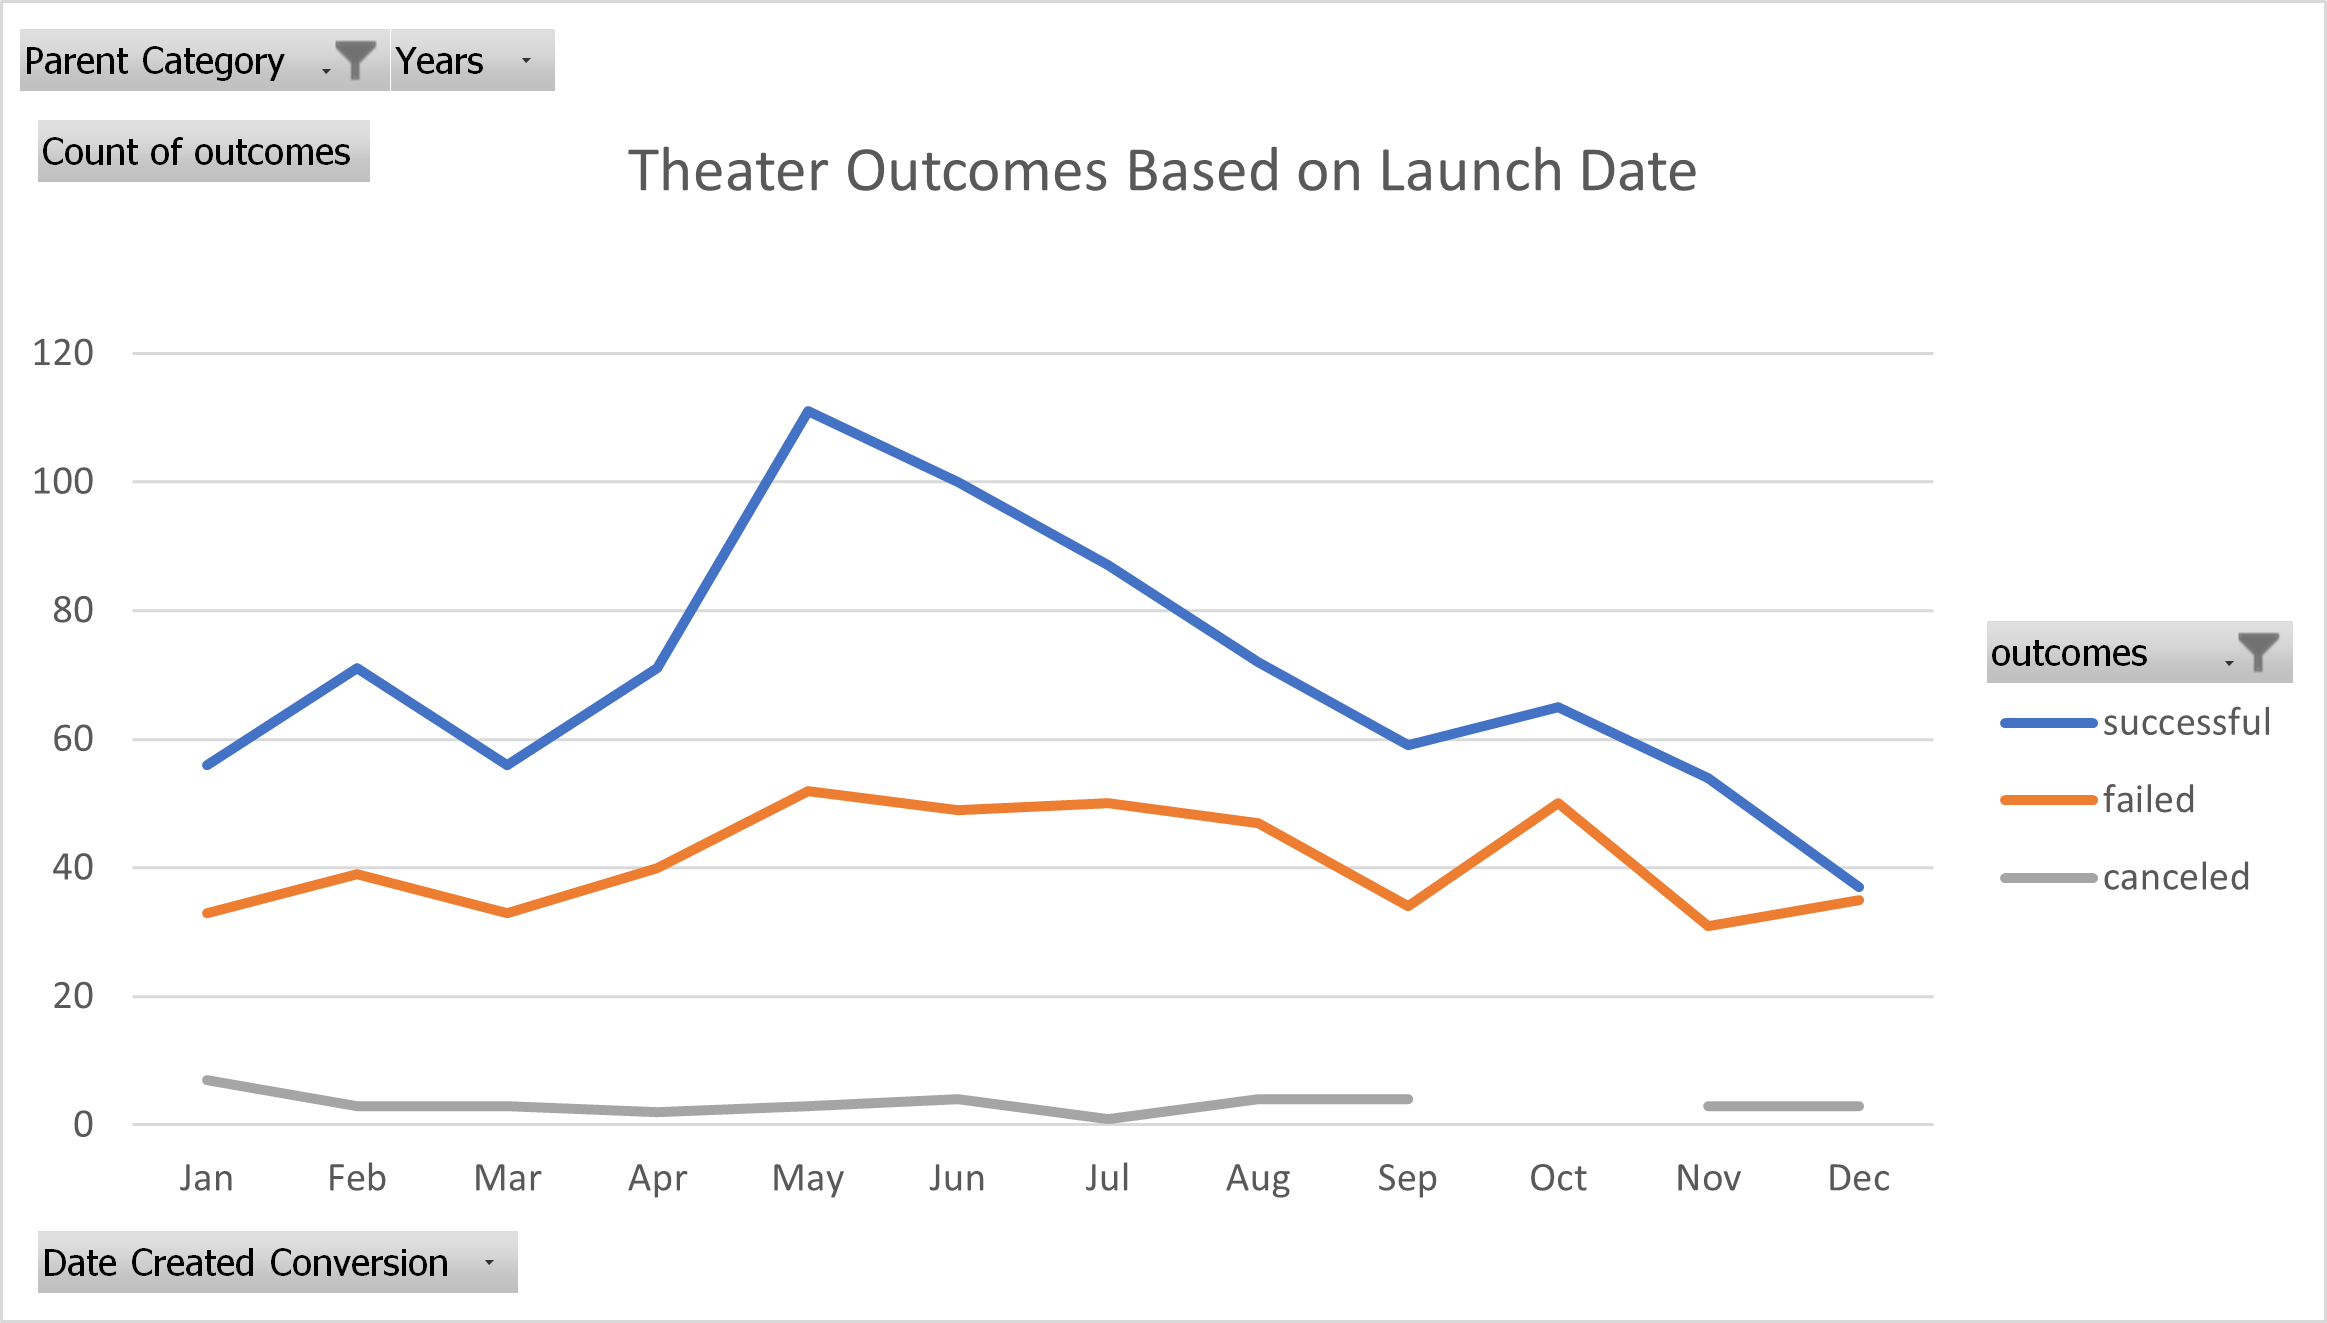 Parent Category Years
Count of outcomes
Theater Outcomes Based on Launch Date
120
100
80
60
40
20
0
outcomes
successful
failed
canceled
Jan Feb Mar Apr May Jun Jul Aug Sep Oct Nov Dec
Date Created Conversion